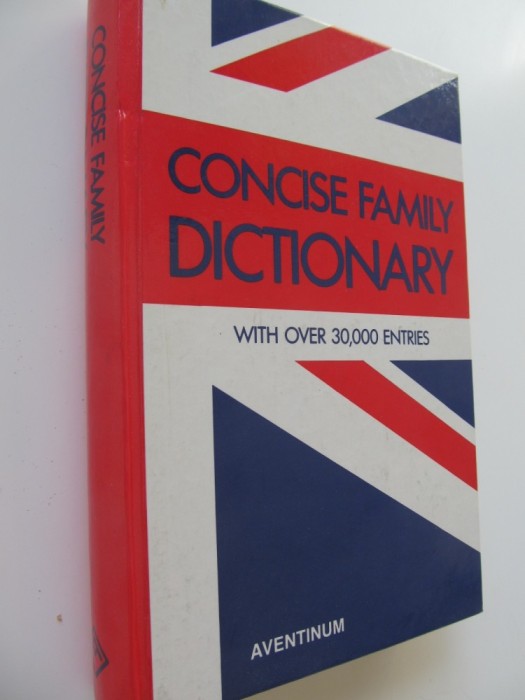 CONCISE FAMILY
CONCISE FAMILY
DICTIONARY
WITH OVER 30,000 ENTRIES
AVENTINUM